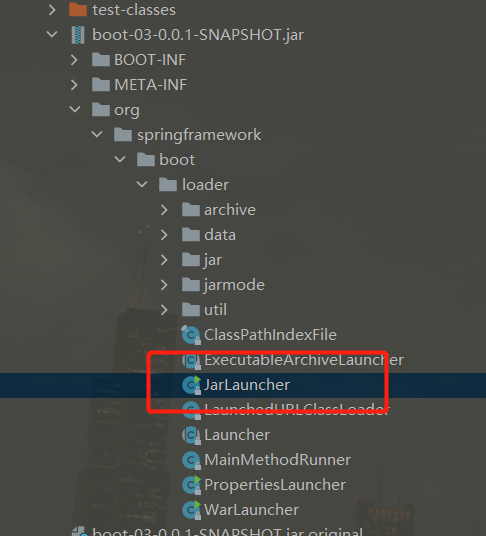 test-classes
boot-03-0.0.1-SNAPSHOT.jar
BOOT-INF
META-INF
org
springframework
boot
loader
archive
data
jar
jarmode
util
ClassPathIndexFile
ExecutableArchiveLauncher
JarLauncher
LaunchedURLClassLoader
Launcher
MainMethodRunner
PropertiesLauncher
WarLauncher
boot-03-0.0.1-SNAPSHOT.jar.original